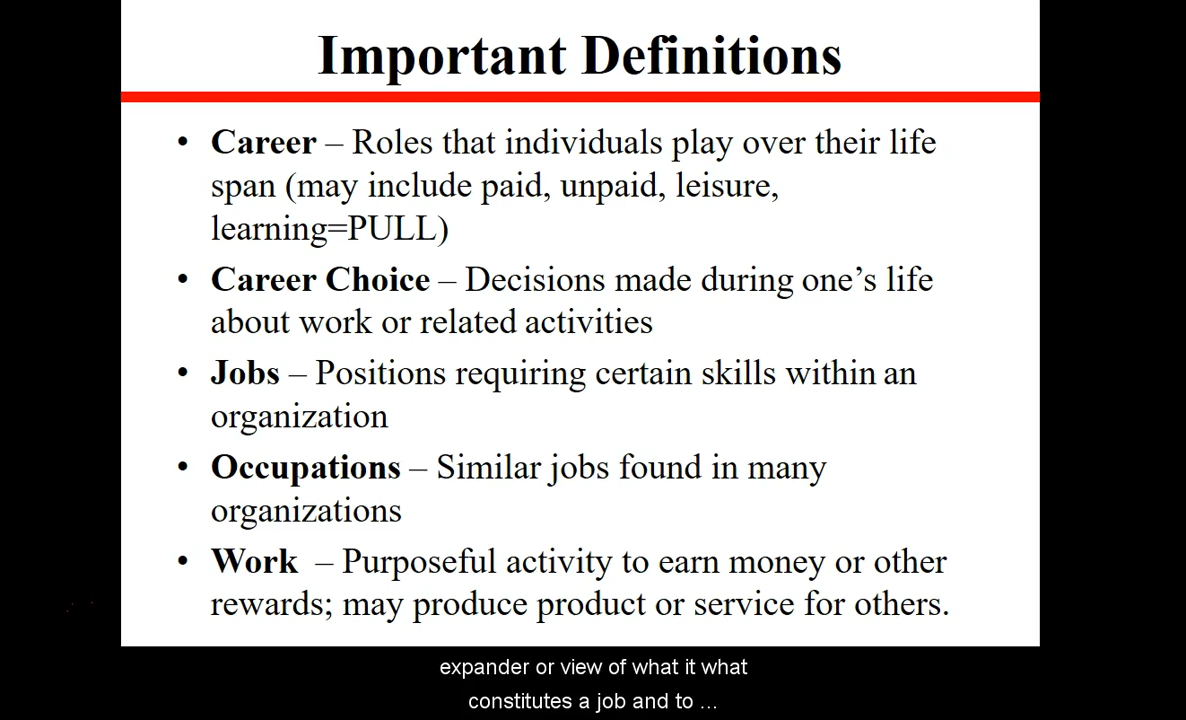 Important Definitions
• Career – Roles that individuals play over their life
span (may include paid, unpaid, leisure,
learning=PULL)
• Career Choice – Decisions made during one’s life
about work or related activities
• Jobs – Positions requiring certain skills within an
organization
• Occupations – Similar jobs found in many
organizations
• Work – Purposeful activity to earn money or other
rewards; may produce product or service for others.
expander or view of what it what
constitutes a job and to ...